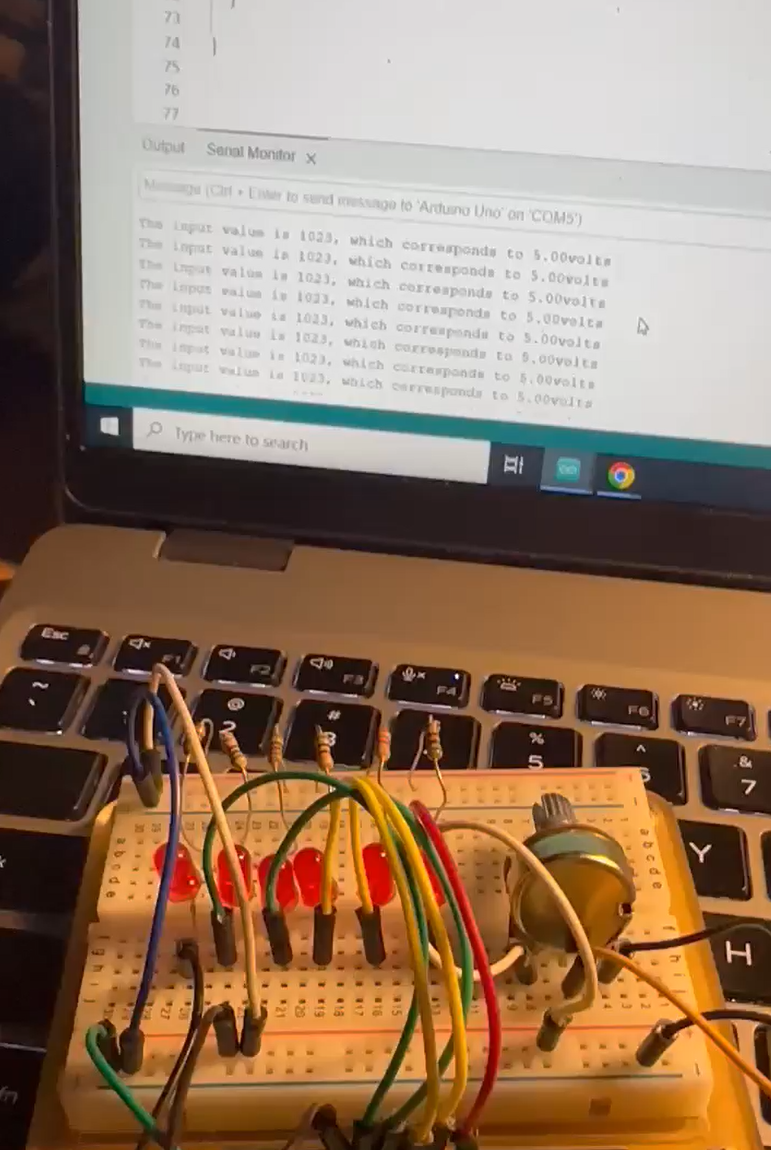 73
74
75
76
77
Output Serial Monitor X
Message (Ctrl + Enter to send message to 'Arduino Uno' on 'COM5')
The input value is 1023, which corresponds to 5.00volts
The input value is 1023, which corresponds to 5.00volts
The input value is 1023, which corresponds to 5.00volts
The input value is 1023, which corresponds to 5.00volts
The input value is 1023, which corresponds to 5.00volts
The input value is 1023, which corresponds to 5.00volts
The input value is 1023, which corresponds to 5.00volts
The input value is 1023, which corresponds to 5.00volts
Type here to search
Esc F1 F2 F3 F4 F5 F6 F7
~ @ # % ^ &
` 2 3 5 6 7
Y
H
fn